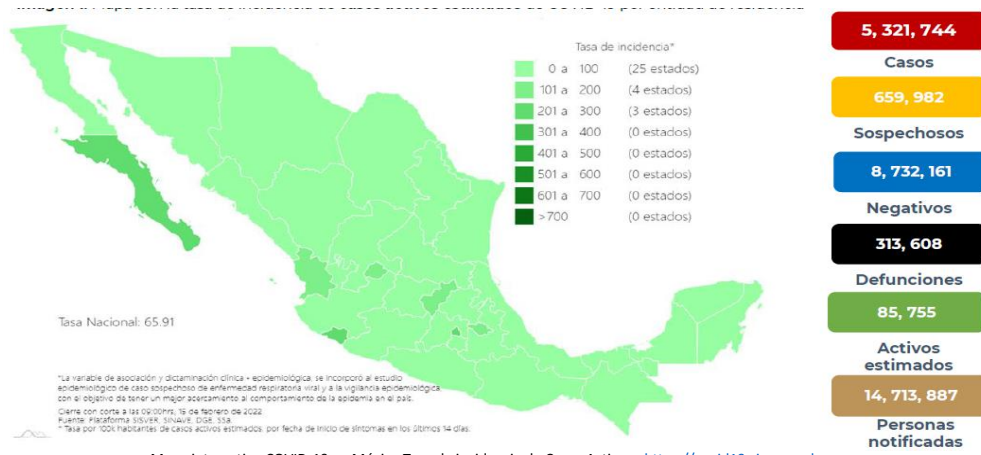 Tasa de incidencia*
0 a 100 (25 estados)
101 a 200 (4 estados)
201 a 300 (3 estados)
301 a 400 (0 estados)
401 a 500 (0 estados)
501 a 600 (0 estados)
601 a 700 (0 estados)
>700 (0 estados)
Tasa Nacional: 65.91
*La variable de asociación y dictaminación clínica - epidemiológica, se incorporó al estudio
epidemiológico de caso sospechoso de enfermedad respiratoria viral y a la vigilancia epidemiológica,
con el objetivo de tener un mejor acercamiento al comportamiento de la epidemia en el país.
Cierre con corte a las 09:00hrs, 16 de febrero de 2022
Fuente: Plataforma SISVER, SINAVE, DGE, SSa.
* Tasa por 100k habitantes de casos activos estimados, por fecha de inicio de síntomas en los últimos 14 días.
5, 321, 744
Casos
659, 982
Sospechosos
8, 732, 161
Negativos
313, 608
Defunciones
85, 755
Activos
estimados
14, 713, 887
Personas
notificadas